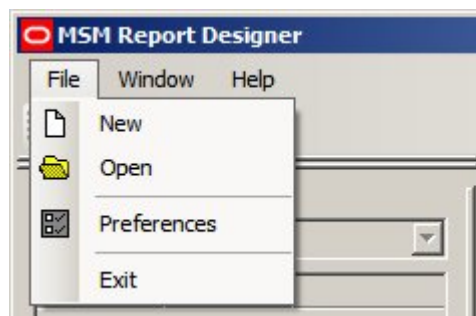 MSM Report Designer
File Window Help
New
Open
Preferences
Exit